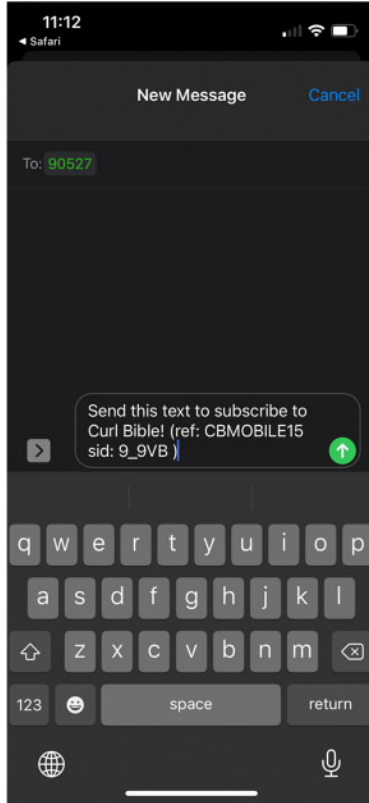 11:12
◀ Safari
New Message Cancel
To: 90527
Send this text to subscribe to
Curl Bible! (ref: CBMOBILE15
sid: 9_9VB )
q w e r t y u i o p
a s d f g h j k l
z x c v b n m
123 space return